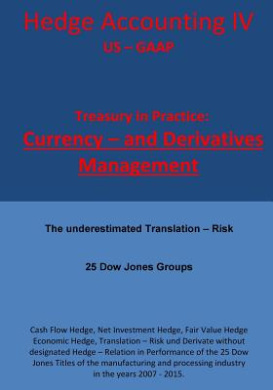 Hedge Accounting IV
US – GAAP
Treasury In Practice:
Currency – and Derivatives
Management
The underestimated Translation – Risk
25 Dow Jones Groups
Cash Flow Hedge, Net Investment Hedge, Fair Value Hedge
Economic Hedge, Translation – Risk und Derivate without
designated Hedge – Relation in Performance of the 25 Dow
Jones Titles of the manufacturing and processing industry
in the years 2007 - 2015.